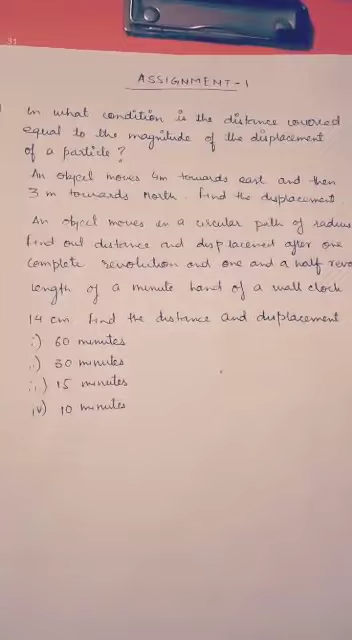 31
ASSIGNMENT-1
In what condition is the distance covered
equal to the magnitude of the displacement
of a particle?
An object moves 4m towards east and then
3 m towards North. Find the displacement.
An object moves in a circular path of radius
Find out distance and displacement after one
complete revolution and one and a half revo
length of a minute hand of a wall clock
14 cm find the distance and displacement
i) 60 minutes
ii) 30 minutes
iii) 15 minutes
iv) 10 minutes